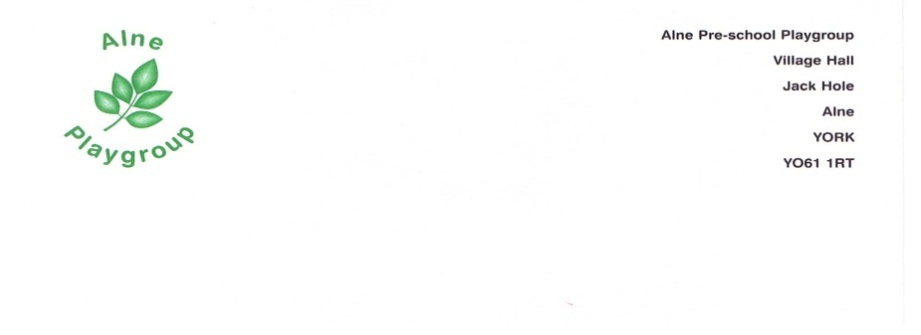 Alne
Playgroup
Alne Pre-school Playgroup
Village Hall
Jack Hole
Alne
YORK
YO61 1RT